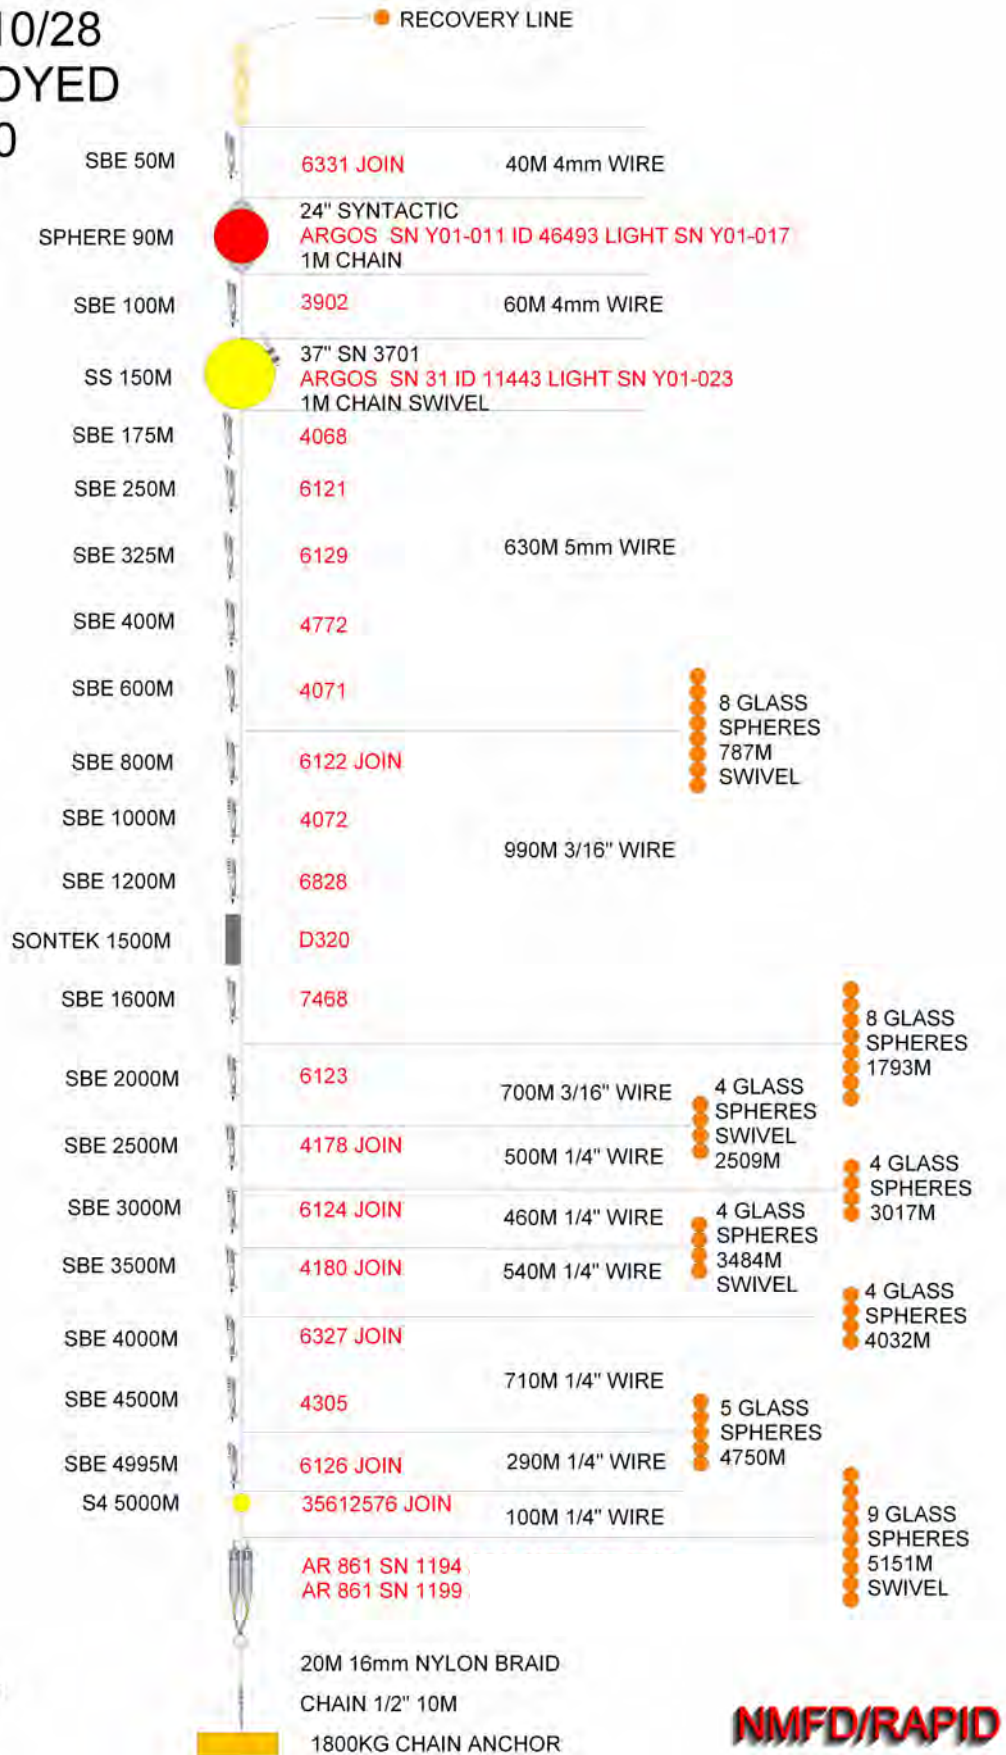 10/28
OYED
0
RECOVERY LINE
SBE 50M 6331 JOIN 40M 4mm WIRE
24" SYNTACTIC
SPHERE 90M ARGOS SN Y01-011 ID 46493 LIGHT SN Y01-017
1M CHAIN
SBE 100M 3902 60M 4mm WIRE
37" SN 3701
SS 150M ARGOS SN 31 ID 11443 LIGHT SN Y01-023
1M CHAIN SWIVEL
SBE 175M 4068
SBE 250M 6121
SBE 325M 6129 630M 5mm WIRE
SBE 400M 4772
SBE 600M 4071
8 GLASS
SPHERES
787M
SWIVEL
SBE 800M 6122 JOIN
SBE 1000M 4072
990M 3/16" WIRE
SBE 1200M 6828
SONTEK 1500M D320
SBE 1600M 7468
8 GLASS
SPHERES
1793M
SBE 2000M 6123 700M 3/16" WIRE
4 GLASS
SPHERES
SWIVEL
2509M
SBE 2500M 4178 JOIN 500M 1/4" WIRE
4 GLASS
SPHERES
3017M
SBE 3000M 6124 JOIN 460M 1/4" WIRE
4 GLASS
SPHERES
3484M
SWIVEL
SBE 3500M 4180 JOIN 540M 1/4" WIRE
4 GLASS
SPHERES
4032M
SBE 4000M 6327 JOIN
710M 1/4" WIRE
SBE 4500M 4305
5 GLASS
SPHERES
4750M
SBE 4995M 6126 JOIN 290M 1/4" WIRE
S4 5000M 35612576 JOIN 100M 1/4" WIRE
9 GLASS
SPHERES
5151M
SWIVEL
AR 861 SN 1194
AR 861 SN 1199
20M 16mm NYLON BRAID
CHAIN 1/2" 10M
1800KG CHAIN ANCHOR
NMFD/RAPID